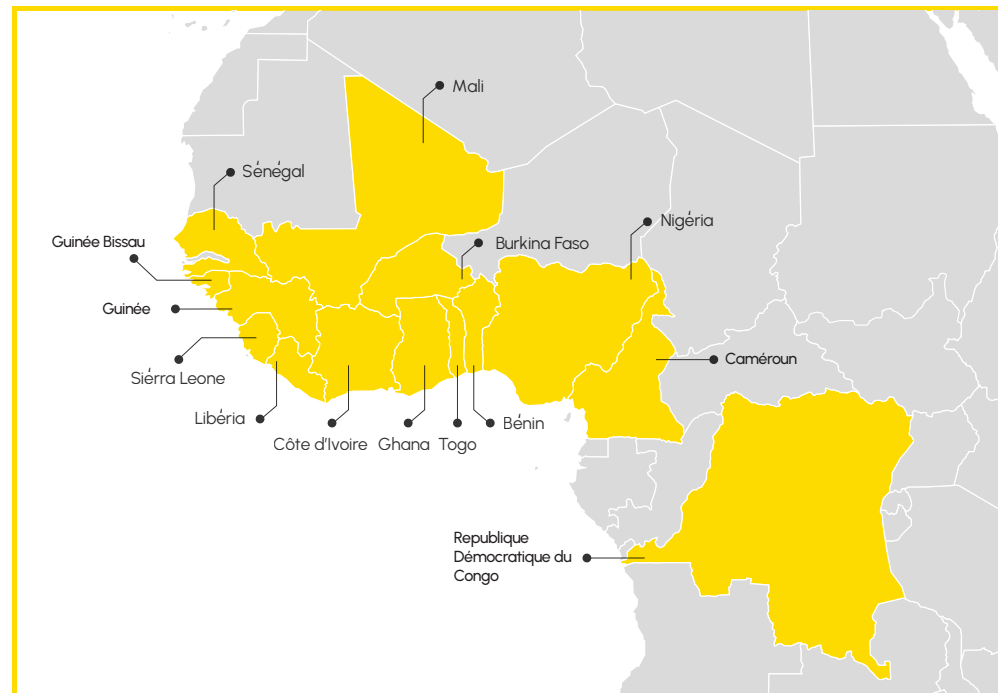 Mali
Sénégal
Nigéria
Guinée Bissau
Burkina Faso
Guinée
Caméroun
Siérra Leone
Libéria
Bénin
Côte d'Ivoire
Ghana
Togo
Republique
Démocratique du
Congo